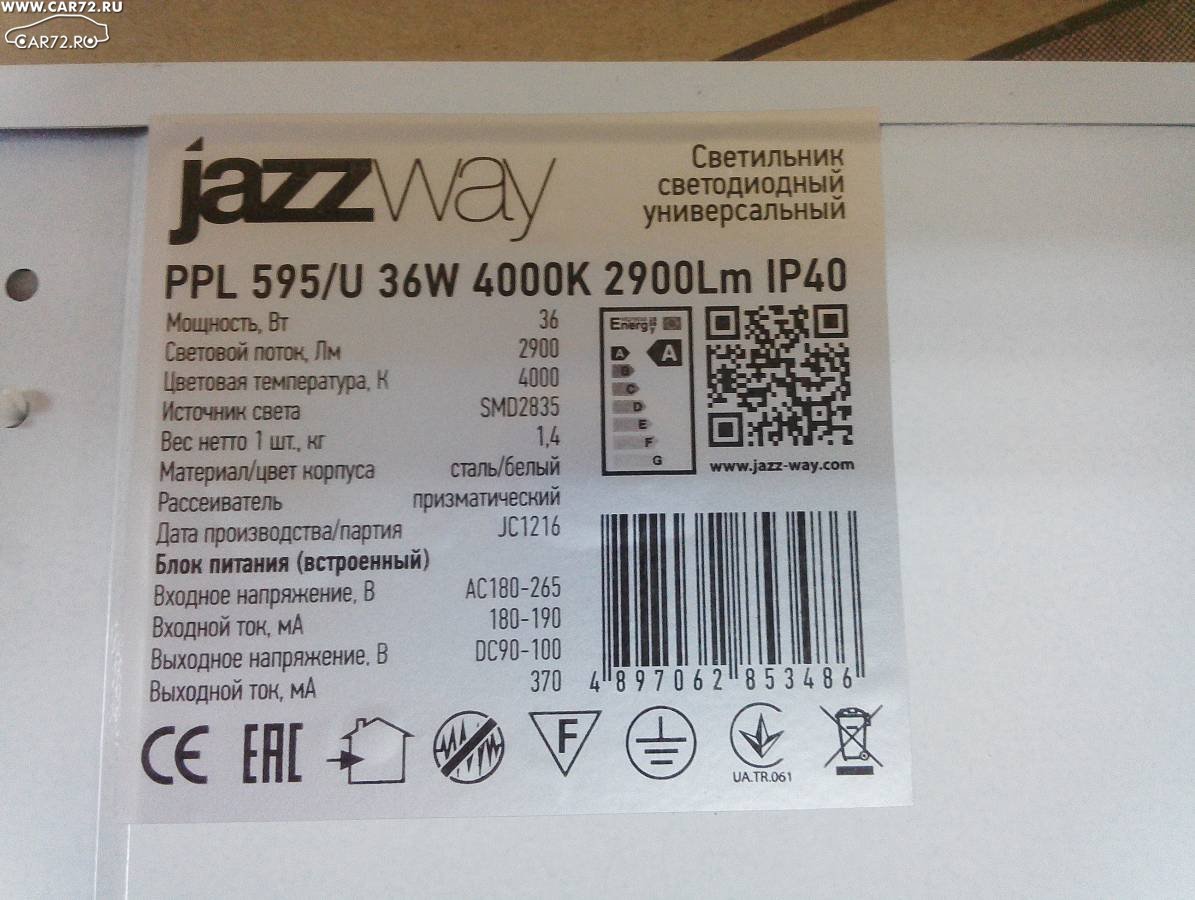 WWW.CAR72.RU
CAR72.RU
jazzway
Светильник
светодиодный
универсальный
PPL 595/U 36W 4000K 2900Lm IP40
Мощность, Вт 36
Световой поток, Лм 2900
Цветовая температура, К 4000
Источник света SMD2835
Вес нетто 1 шт., кг 1,4
Материал/цвет корпуса сталь/белый
Рассеиватель призматический
Дата производства/партия JC1216
Блок питания (встроенный)
Входное напряжение, В AC180-265
Входной ток, мА 180-190
Выходное напряжение, В DC90-100
Выходной ток, мА 370
Energy
A A
B
C
D
E
F
G
www.jazz-way.com
4 897062 853486
CE EAC F
UA.TR.061